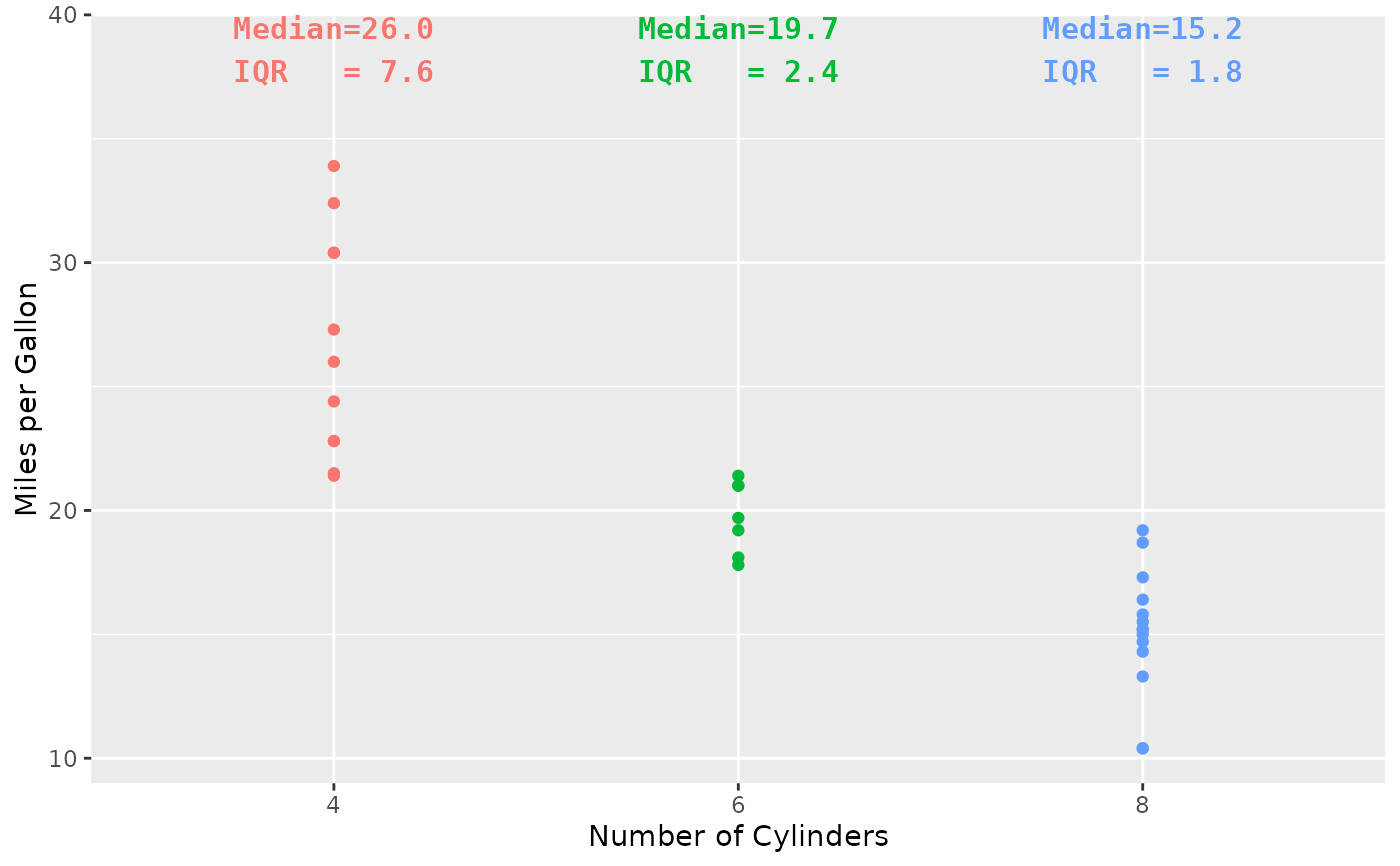 Median=26.0 Median=19.7 Median=15.2
IQR   = 7.6 IQR   = 2.4 IQR   = 1.8
40
30
20
10
Miles per Gallon
4 6 8
Number of Cylinders